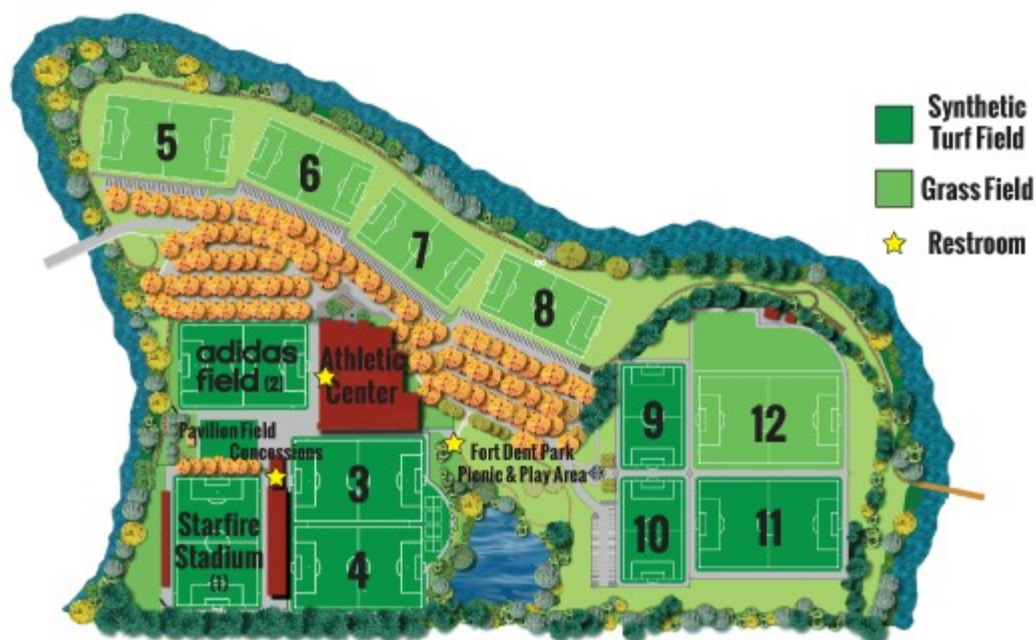 5
6
7
8
Synthetic
Turf Field
Grass Field
Restroom
adidas
field (2)
Athletic
Center
Pavilion Field
Concessions
Fort Dent Park
Picnic & Play Area
3
4
Starfire
Stadium
(1)
9
10
11
12